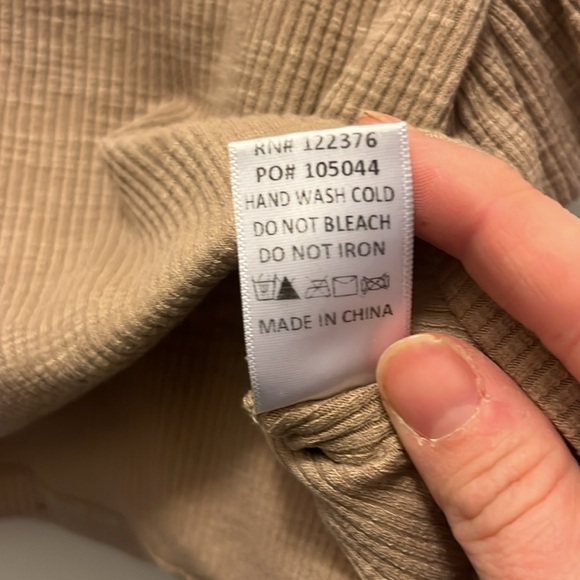 RN# 122376
PO# 105044
HAND WASH COLD
DO NOT BLEACH
DO NOT IRON
MADE IN CHINA